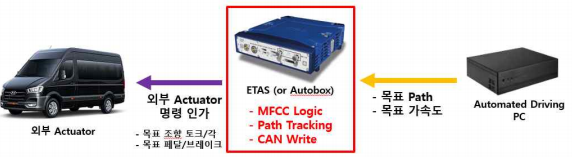 외부 Actuator
외부 Actuator
명령 인가
- 목표 조향 토크/각
- 목표 페달/브레이크
ETAS (or Autobox)
- MFCC Logic
- Path Tracking
- CAN Write
- 목표 Path
- 목표 가속도
Automated Driving
PC